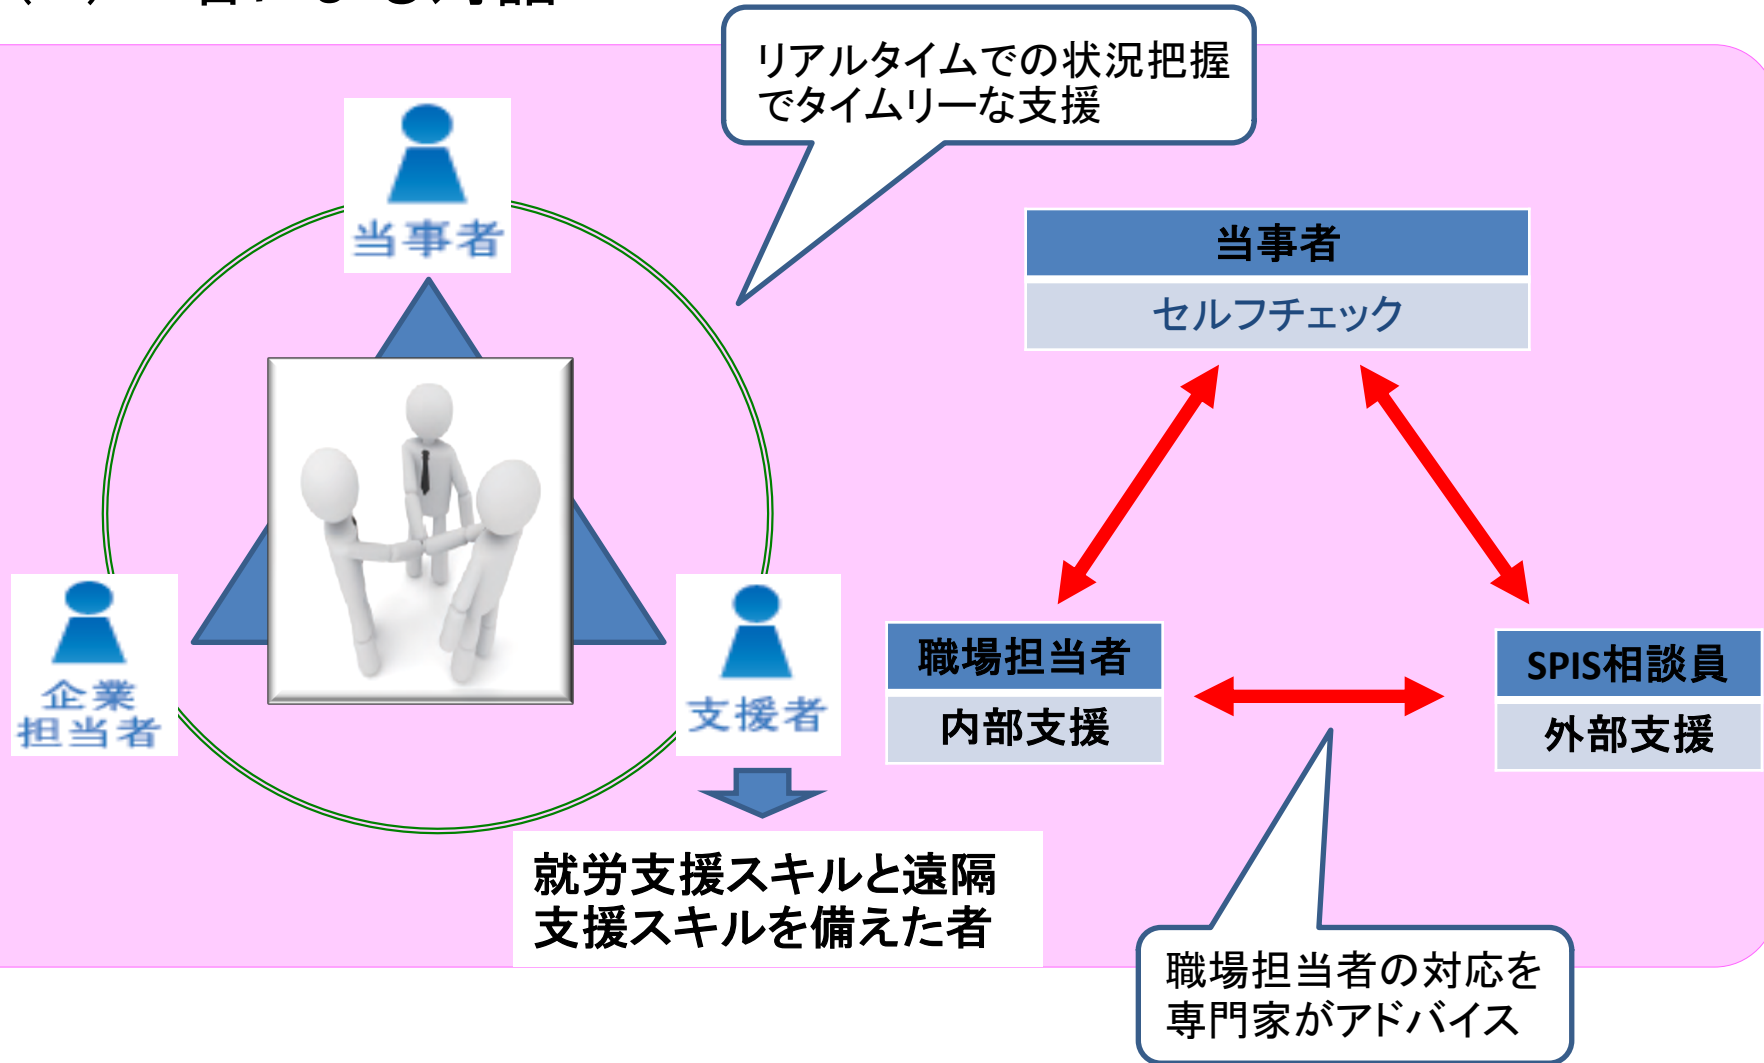 リアルタイムでの状況把握
でタイムリーな支援
当事者
企業
担当者
支援者
就労支援スキルと遠隔
支援スキルを備えた者
当事者
セルフチェック
職場担当者
内部支援
SPIS相談員
外部支援
職場担当者の対応を
専門家がアドバイス